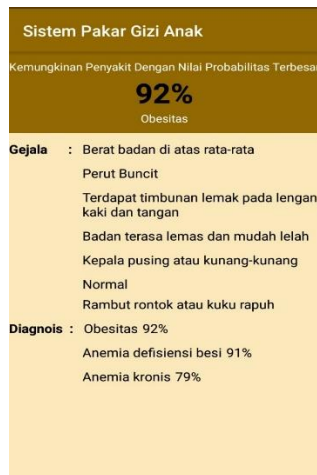 Sistem Pakar Gizi Anak
Kemungkinan Penyakit Dengan Nilai Probabilitas Terbesar
92%
Obesitas
Gejala : Berat badan di atas rata-rata
Perut Buncit
Terdapat timbunan lemak pada lengan
kaki dan tangan
Badan terasa lemas dan mudah lelah
Kepala pusing atau kunang-kunang
Normal
Rambut rontok atau kuku rapuh
Diagnosis : Obesitas 92%
Anemia defisiensi besi 91%
Anemia kronis 79%